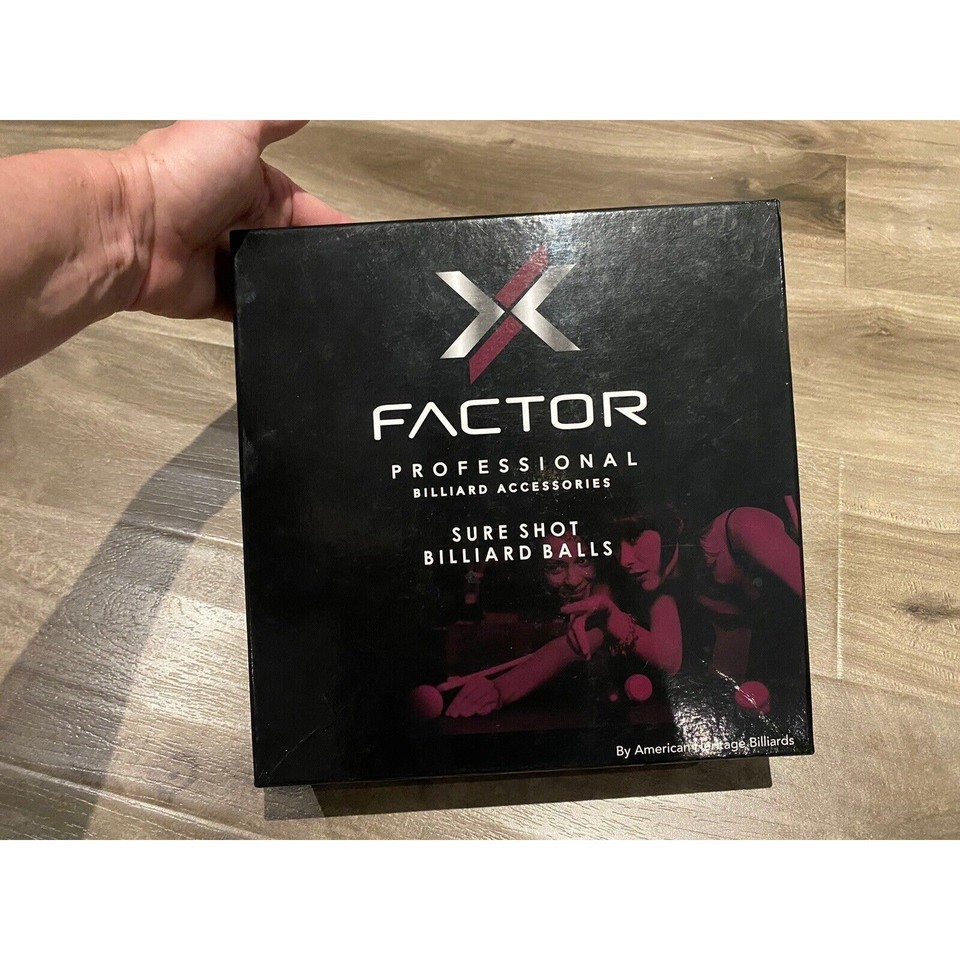 X
FACTOR
PROFESSIONAL
BILLIARD ACCESSORIES
SURE SHOT
BILLIARD BALLS
By American Heritage Billiards